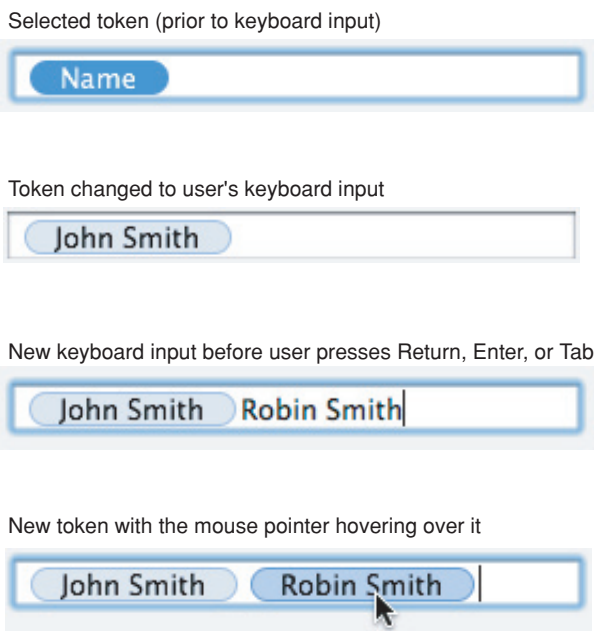 Selected token (prior to keyboard input)
Name
Token changed to user's keyboard input
John Smith
New keyboard input before user presses Return, Enter, or Tab
John Smith Robin Smith
New token with the mouse pointer hovering over it
John Smith Robin Smith